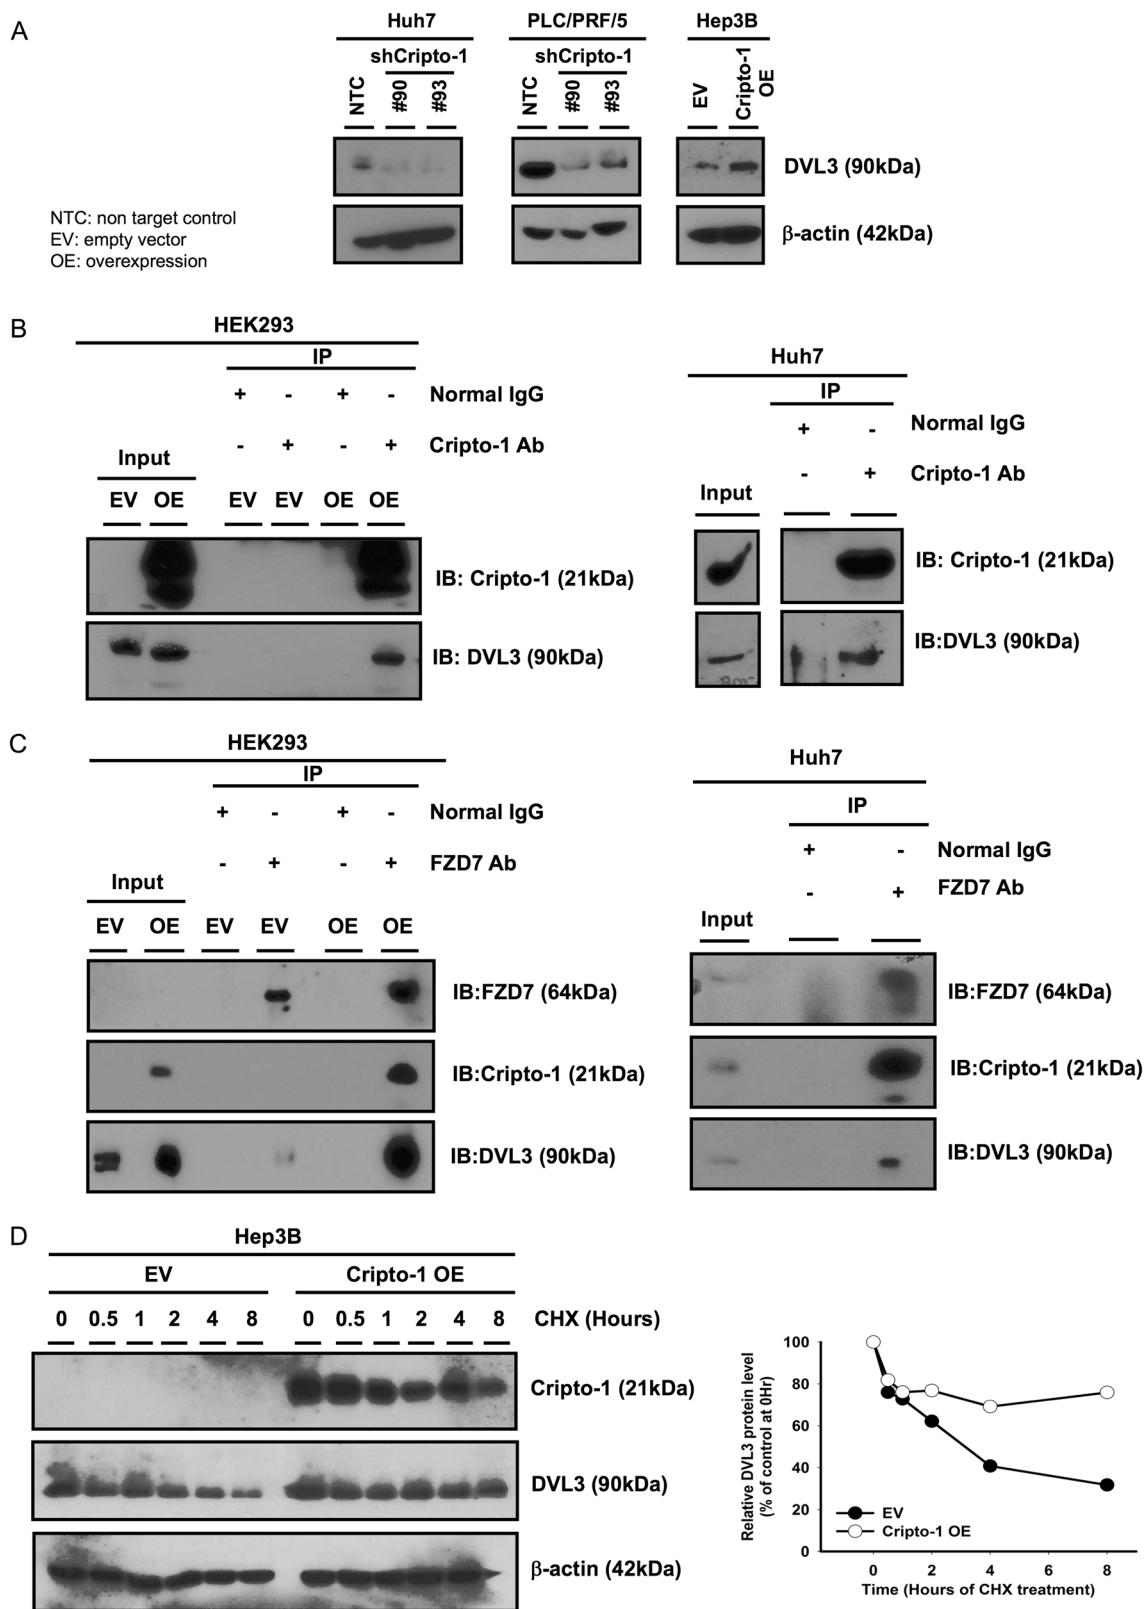 A
Huh7
PLC/PRF/5
Hep3B
shCripto-1
shCripto-1
NTC
#90
#93
NTC
#90
#93
EV
Cripto-1
OE
DVL3 (90kDa)
β-actin (42kDa)
NTC: non target control
EV: empty vector
OE: overexpression
B
HEK293
IP
+ - + - Normal IgG
- + - + Cripto-1 Ab
Input
EV OE EV EV OE OE
IB: Cripto-1 (21kDa)
IB: DVL3 (90kDa)
Huh7
IP
+ - Normal IgG
- + Cripto-1 Ab
Input
IB: Cripto-1 (21kDa)
IB:DVL3 (90kDa)
C
HEK293
IP
+ - + - Normal IgG
- + - + FZD7 Ab
Input
EV OE EV EV OE OE
IB:FZD7 (64kDa)
IB:Cripto-1 (21kDa)
IB:DVL3 (90kDa)
Huh7
IP
+ - Normal IgG
- + FZD7 Ab
Input
IB:FZD7 (64kDa)
IB:Cripto-1 (21kDa)
IB:DVL3 (90kDa)
D
Hep3B
EV Cripto-1 OE
0 0.5 1 2 4 8 0 0.5 1 2 4 8 CHX (Hours)
Cripto-1 (21kDa)
DVL3 (90kDa)
β-actin (42kDa)
Relative DVL3 protein level
(% of control at 0Hr)
100
80
60
40
20
0
EV
Cripto-1 OE
0 2 4 6 8
Time (Hours of CHX treatment)